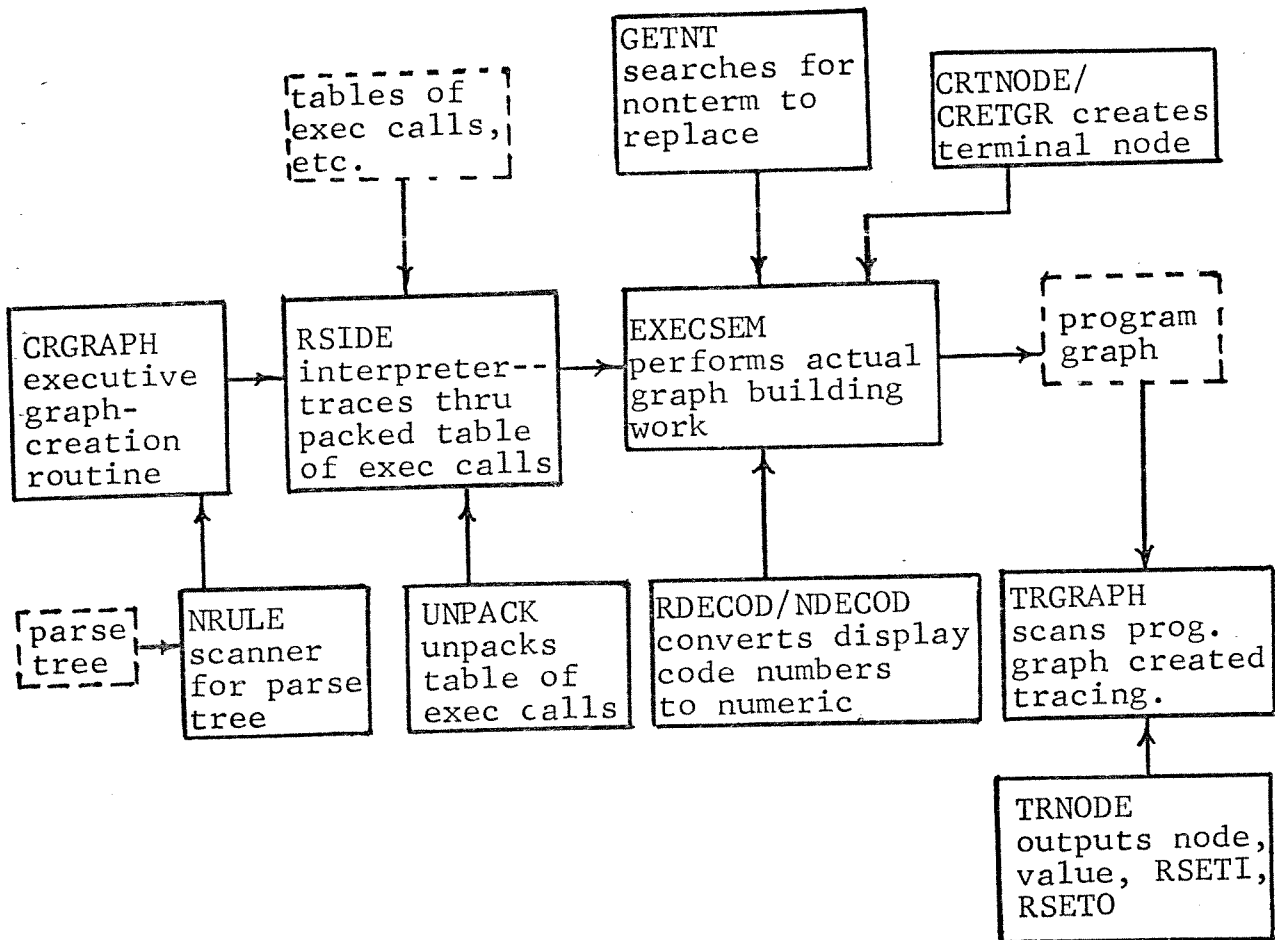 GETNT
searches for
nonterm to
replace
CRTNODE/
CRETGR creates
terminal node
tables of
exec calls,
etc.
CRGRAPH
executive
graph-
creation
routine
RSIDE
interpreter--
traces thru
packed table
of exec calls
EXECSEM
performs actual
graph building
work
program
graph
parse
tree
NRULE
scanner
for parse
tree
UNPACK
unpacks
table of
exec calls
RDECOD/NDECOD
converts display
code numbers
to numeric
TRGRAPH
scans prog.
graph created
tracing.
TRNODE
outputs node,
value, RSETI,
RSETO